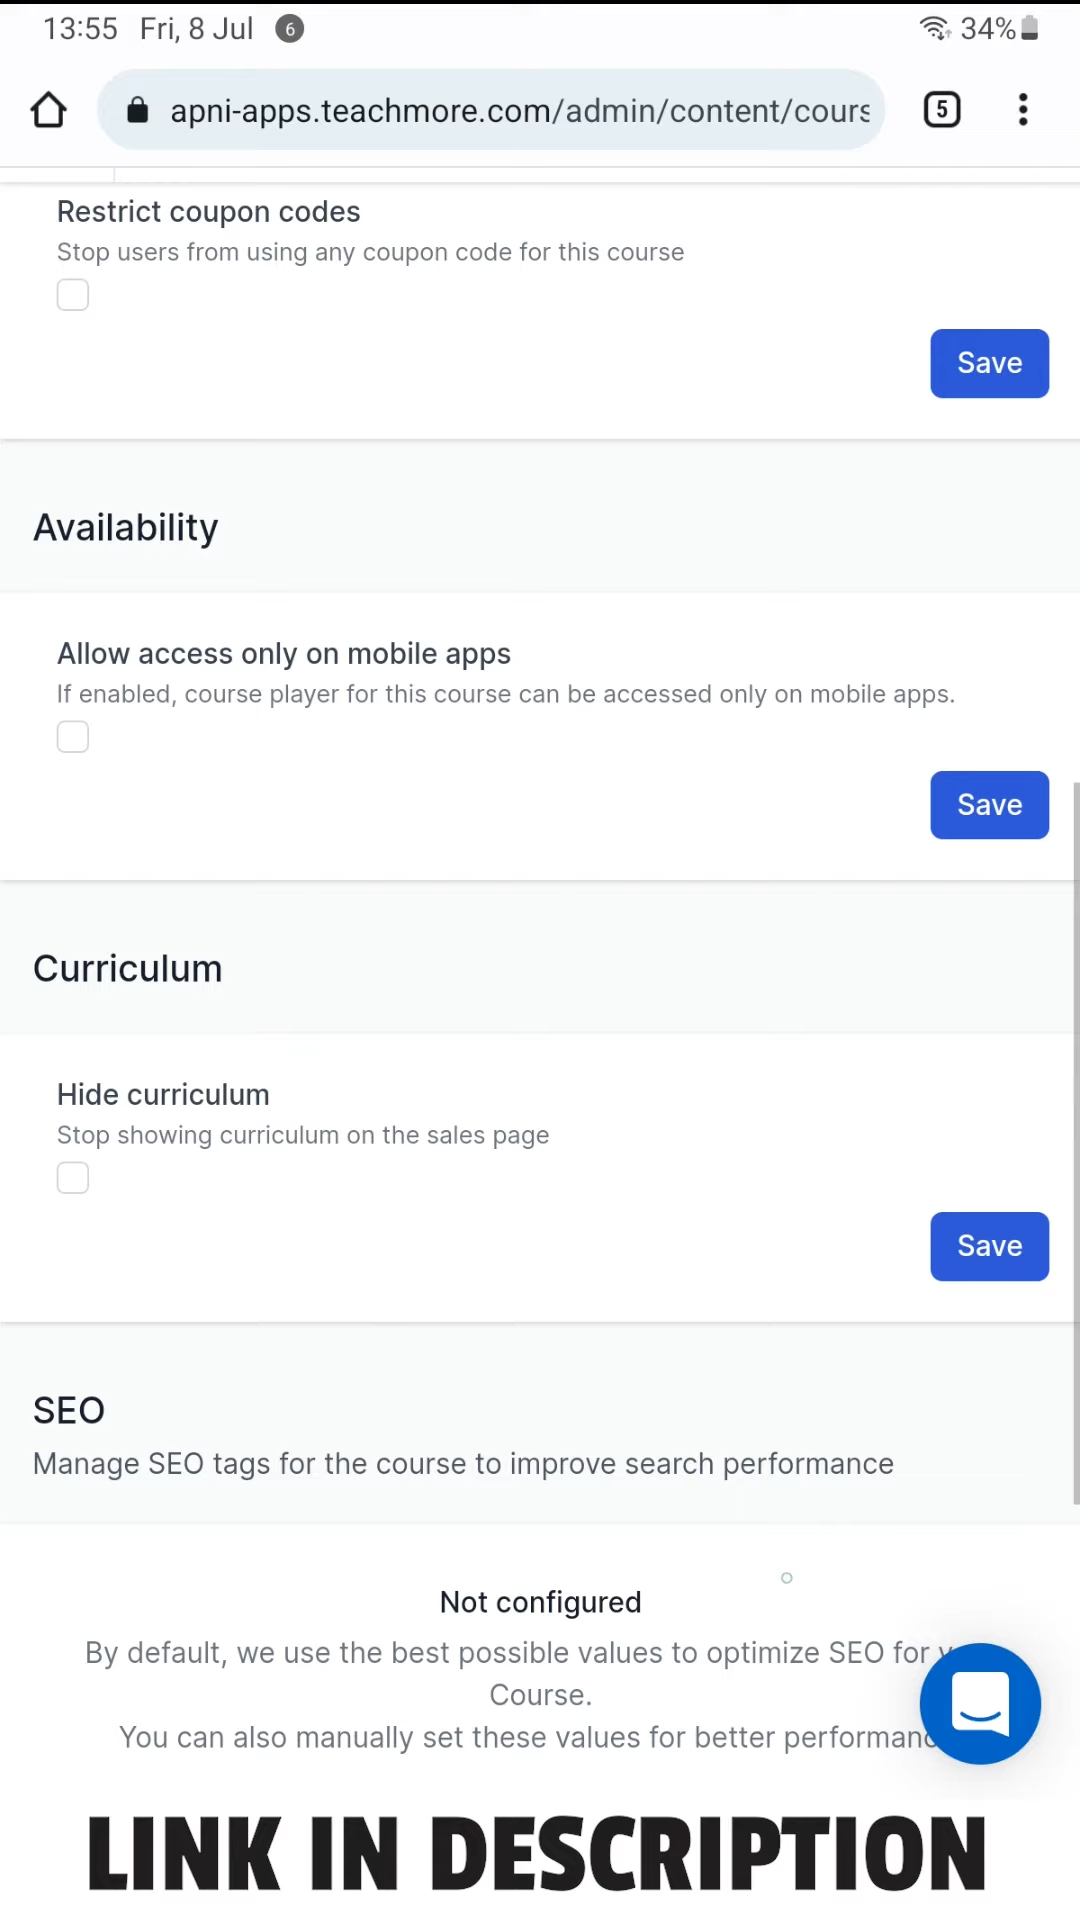 13:55 Fri, 8 Jul 6 34%
apni-apps.teachmore.com/admin/content/cours 5
Restrict coupon codes
Stop users from using any coupon code for this course
Save
Availability
Allow access only on mobile apps
If enabled, course player for this course can be accessed only on mobile apps.
Save
Curriculum
Hide curriculum
Stop showing curriculum on the sales page
Save
SEO
Manage SEO tags for the course to improve search performance
Not configured
By default, we use the best possible values to optimize SEO for
Course.
You can also manually set these values for better
LINK IN DESCRIPTION